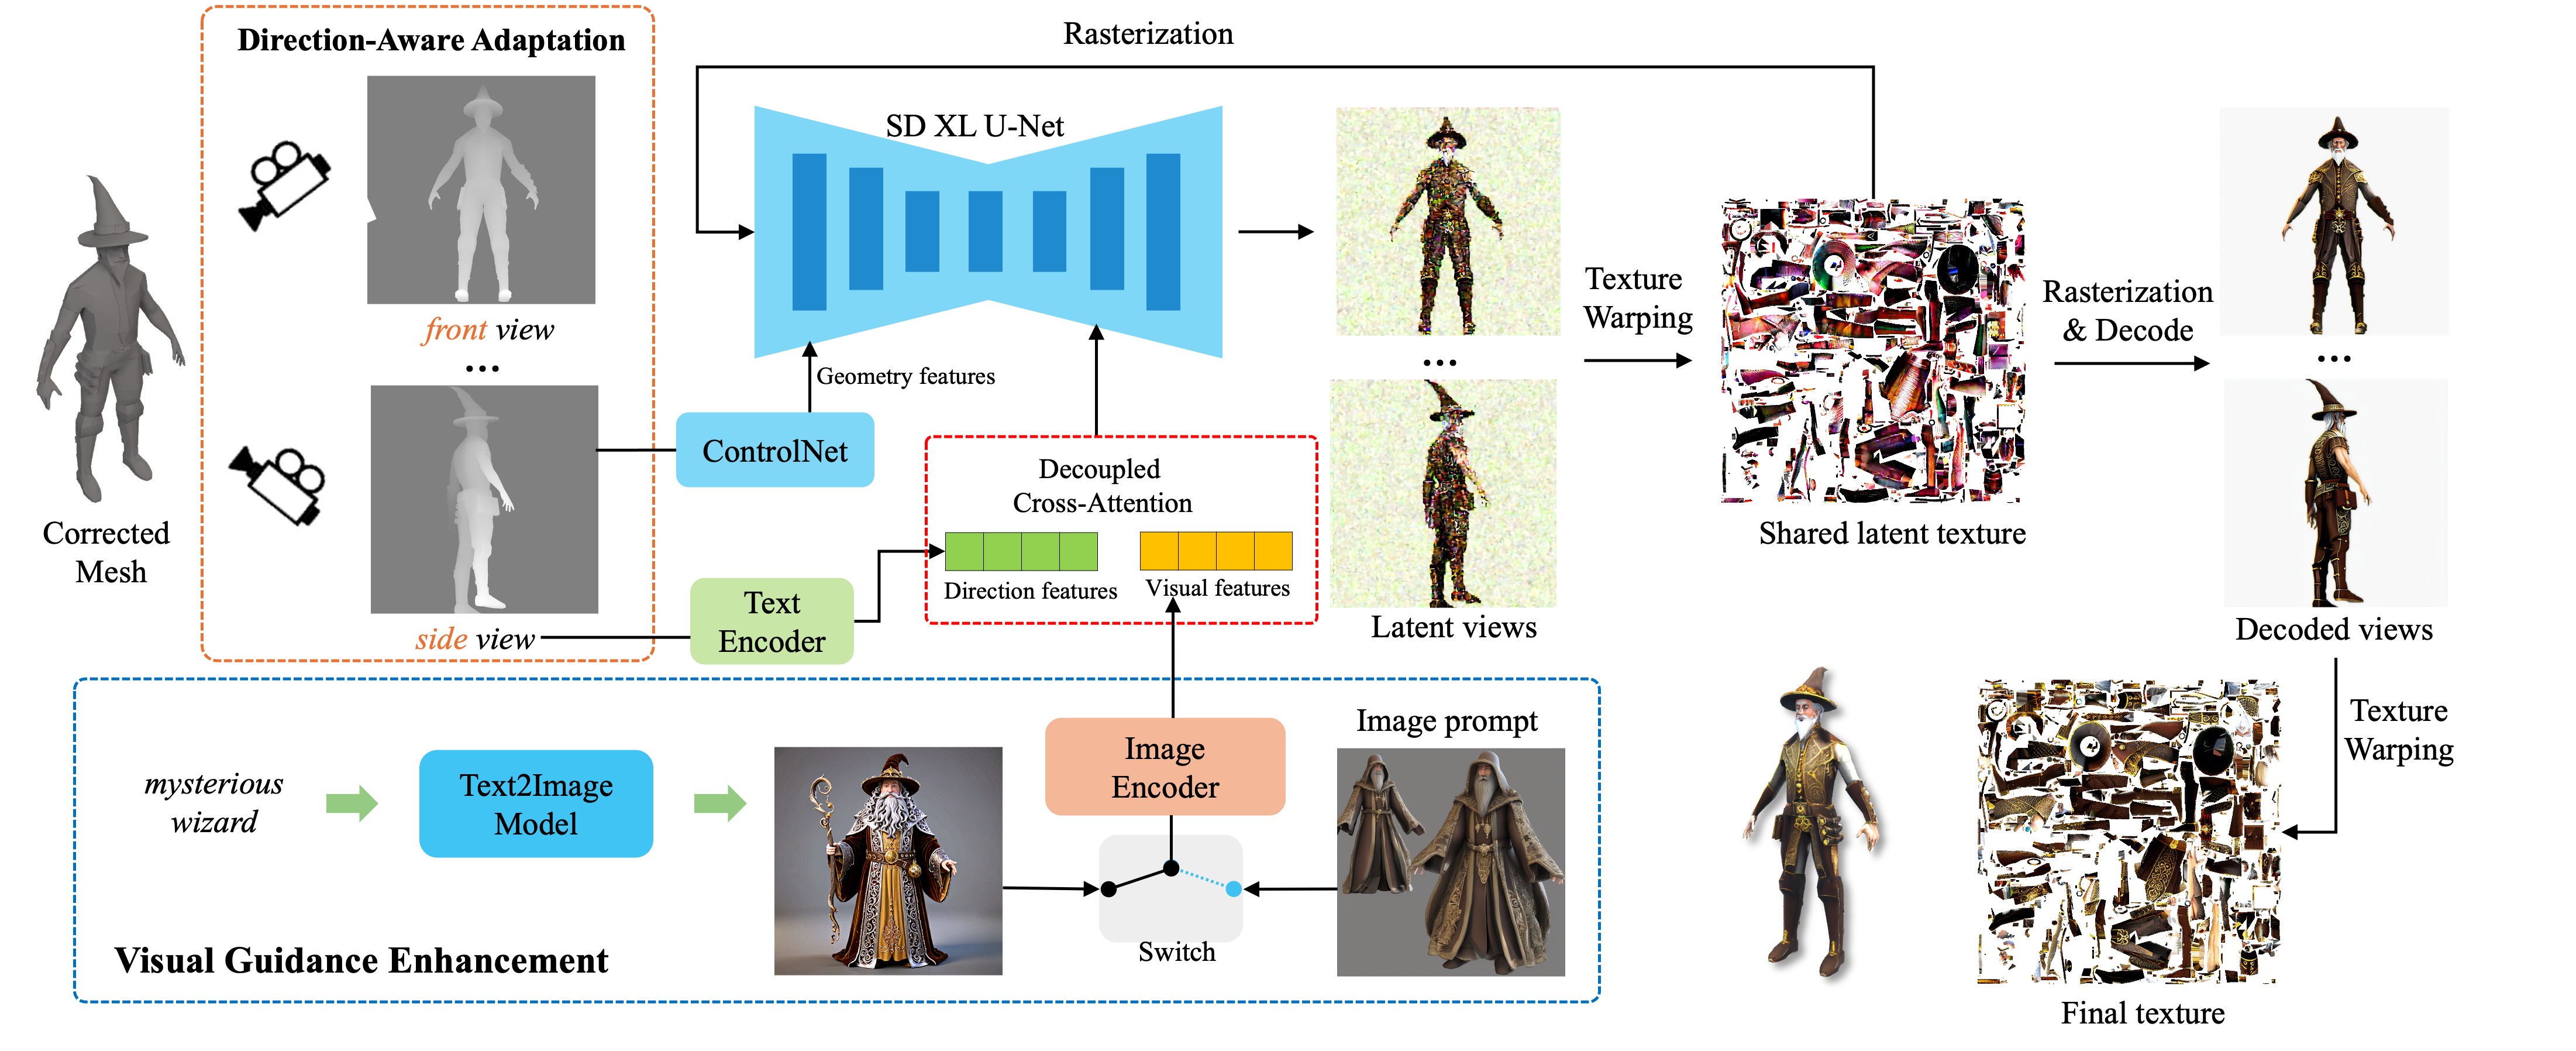 Direction-Aware Adaptation
front view
...
side view
Corrected
Mesh
Rasterization
SD XL U-Net
Geometry features
ControlNet
Decoupled
Cross-Attention
Direction features
Visual features
Text
Encoder
...
Latent views
Texture
Warping
Shared latent texture
Rasterization
& Decode
...
Decoded views
Texture
Warping
Final texture
mysterious
wizard
Text2Image
Model
Image
Encoder
Switch
Image prompt
Visual Guidance Enhancement